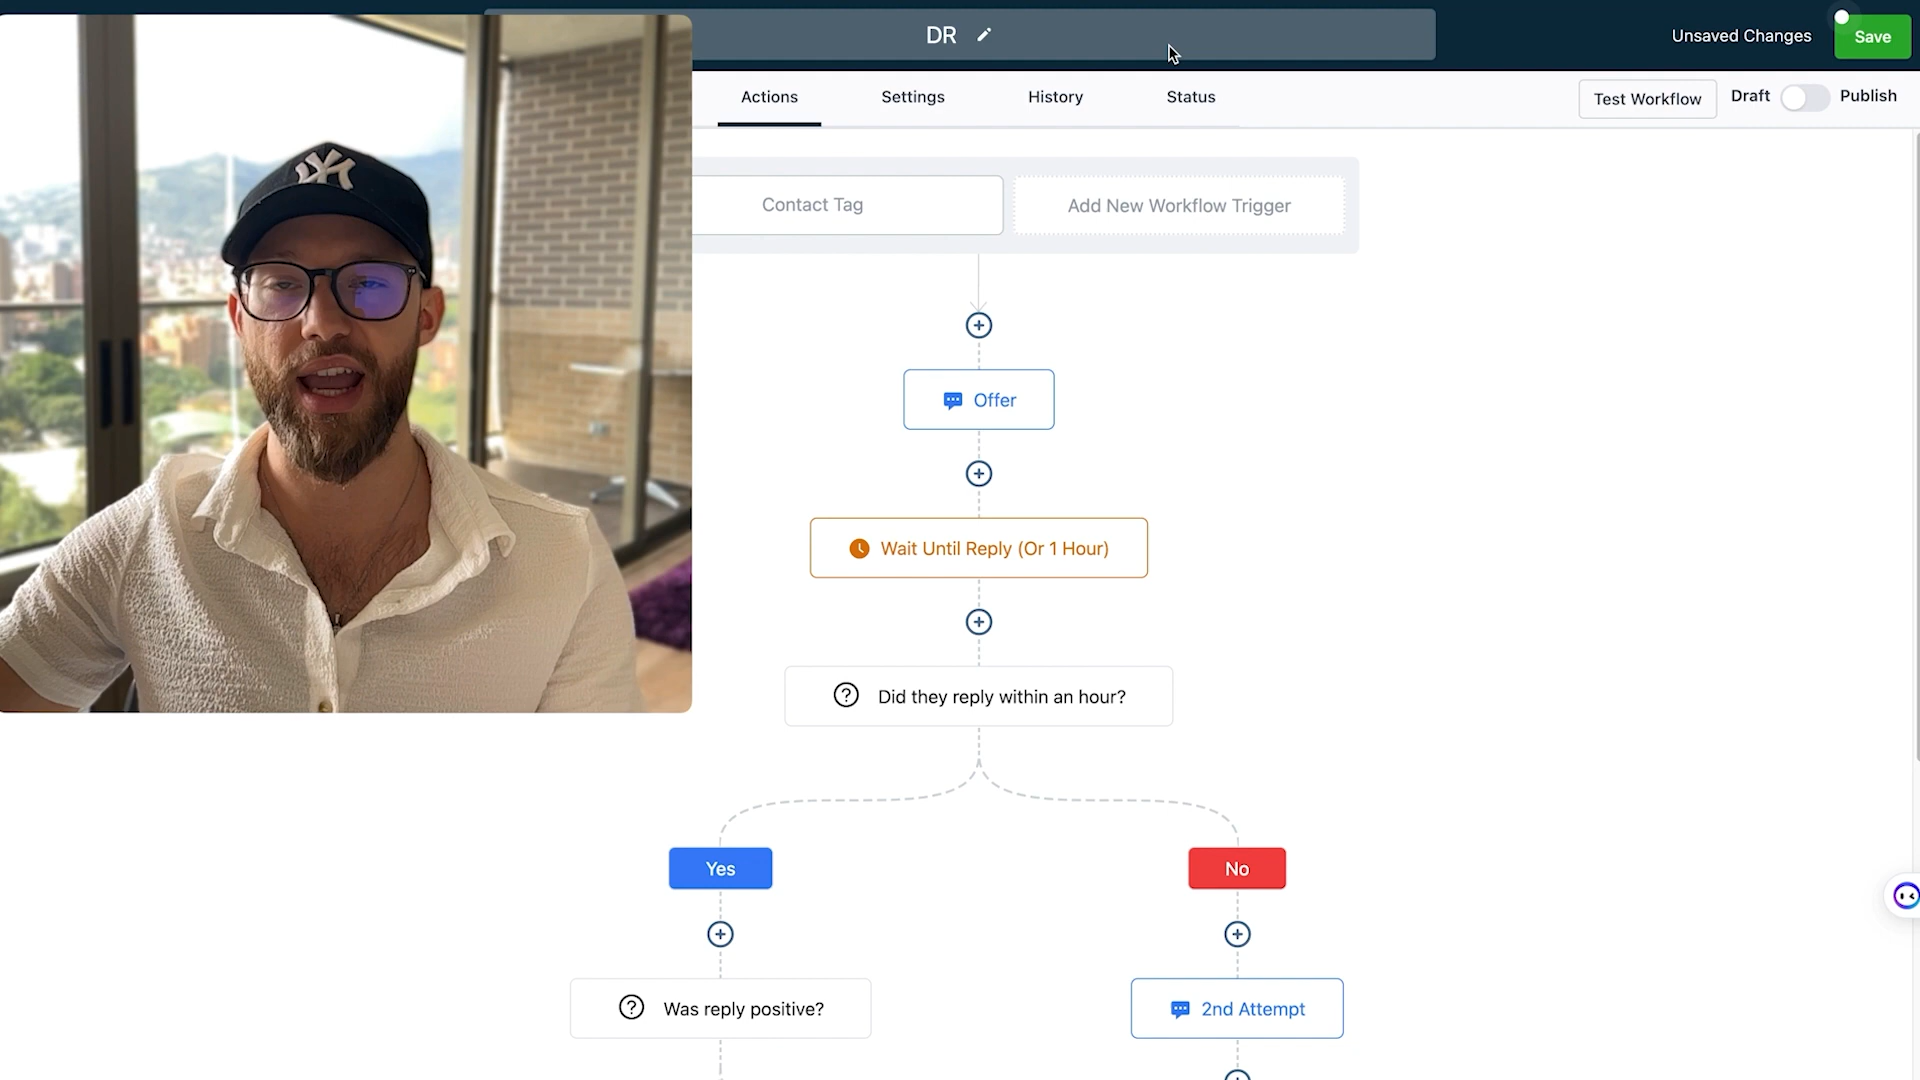 DR
Unsaved Changes
Save
Actions
Settings
History
Status
Test Workflow
Draft
Publish
Contact Tag
Add New Workflow Trigger
Offer
Wait Until Reply (Or 1 Hour)
Did they reply within an hour?
Yes
No
Was reply positive?
2nd Attempt
NY